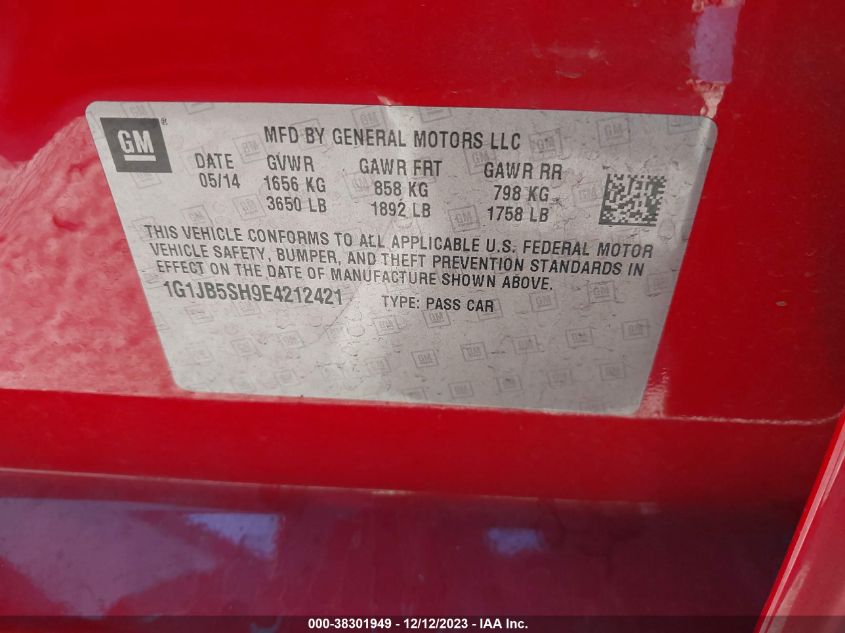 GM ® MFD BY GENERAL MOTORS LLC
DATE GVWR GAWR FRT GAWR RR
05/14 1656 KG 858 KG 798 KG
3650 LB 1892 LB 1758 LB
THIS VEHICLE CONFORMS TO ALL APPLICABLE U.S. FEDERAL MOTOR
VEHICLE SAFETY, BUMPER, AND THEFT PREVENTION STANDARDS IN
EFFECT ON THE DATE OF MANUFACTURE SHOWN ABOVE.
1G1JB5SH9E4212421 TYPE: PASS CAR
000-38301949 - 12/12/2023 - IAA Inc.